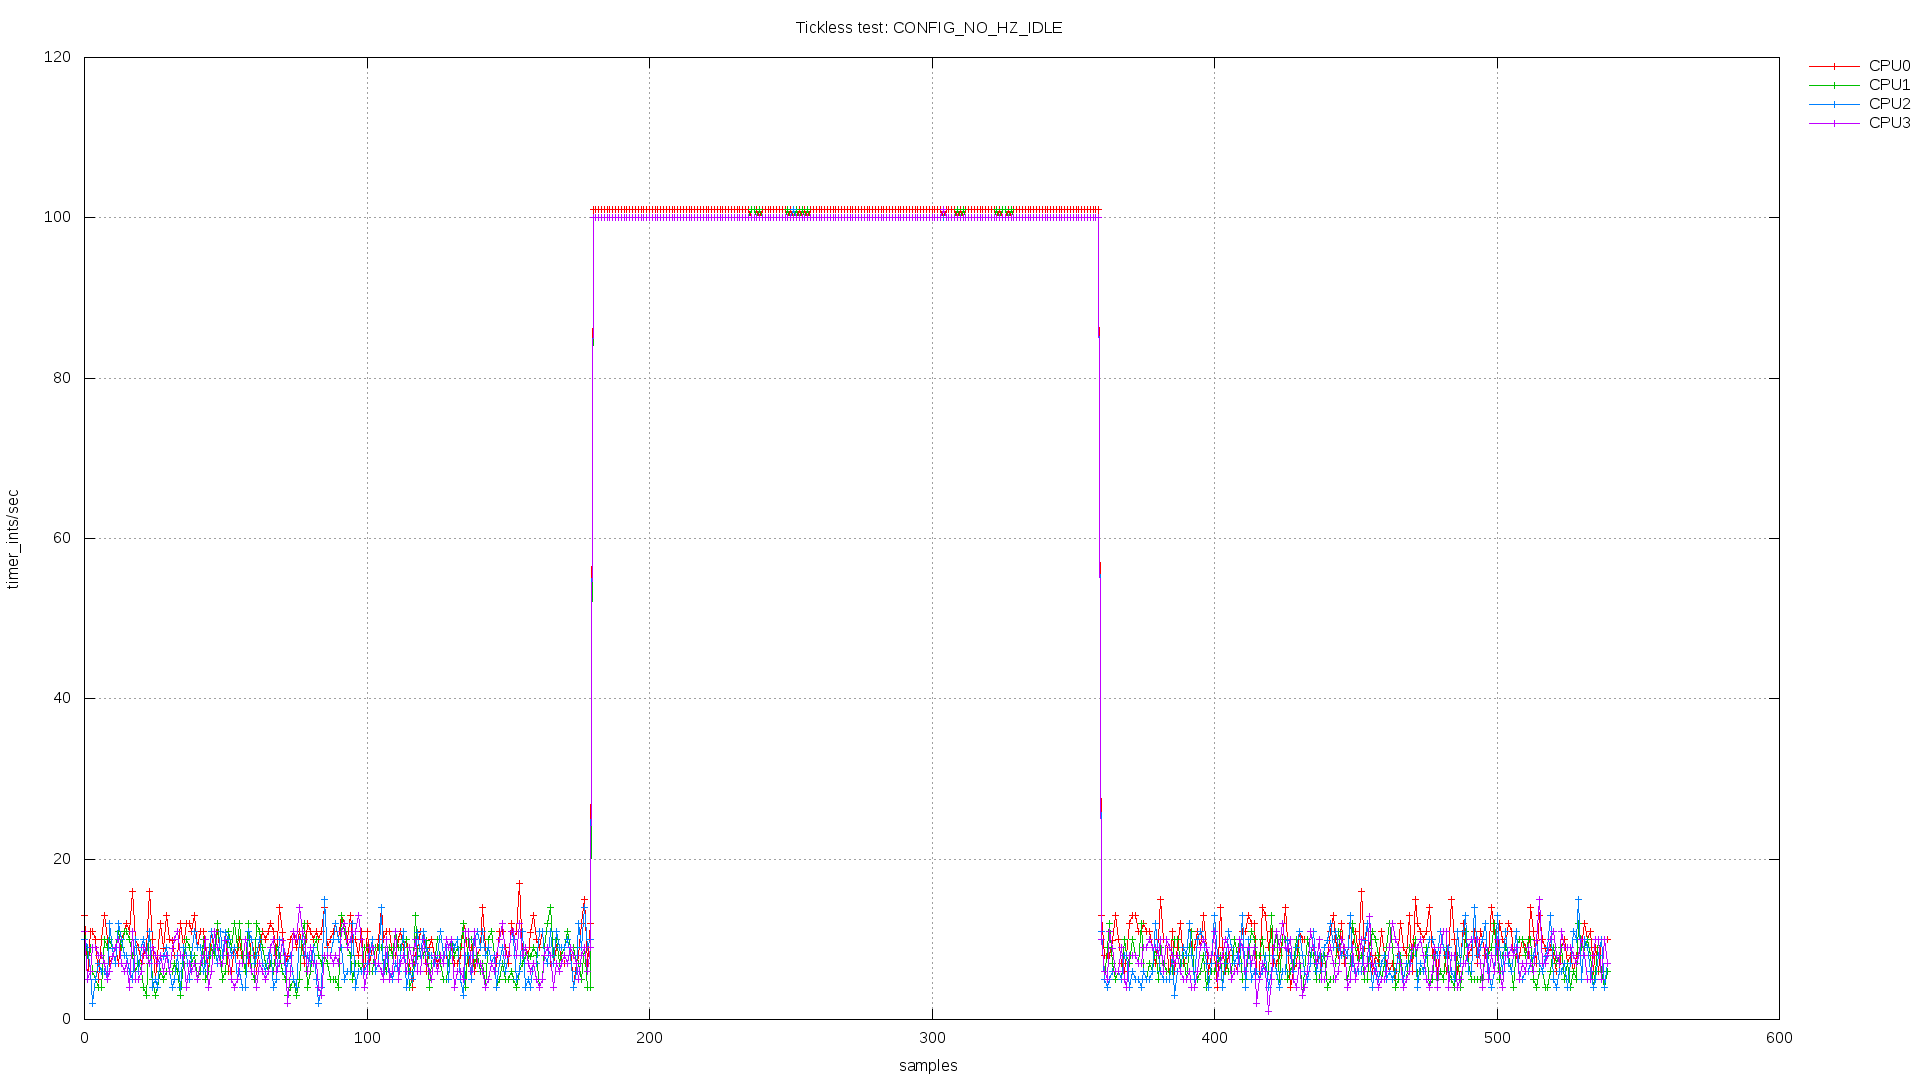 Tickless test: CONFIG_NO_HZ_IDLE
CPU0
CPU1
CPU2
CPU3
120
100
80
60
40
20
0
timer_ints/sec
0 100 200 300 400 500 600
samples